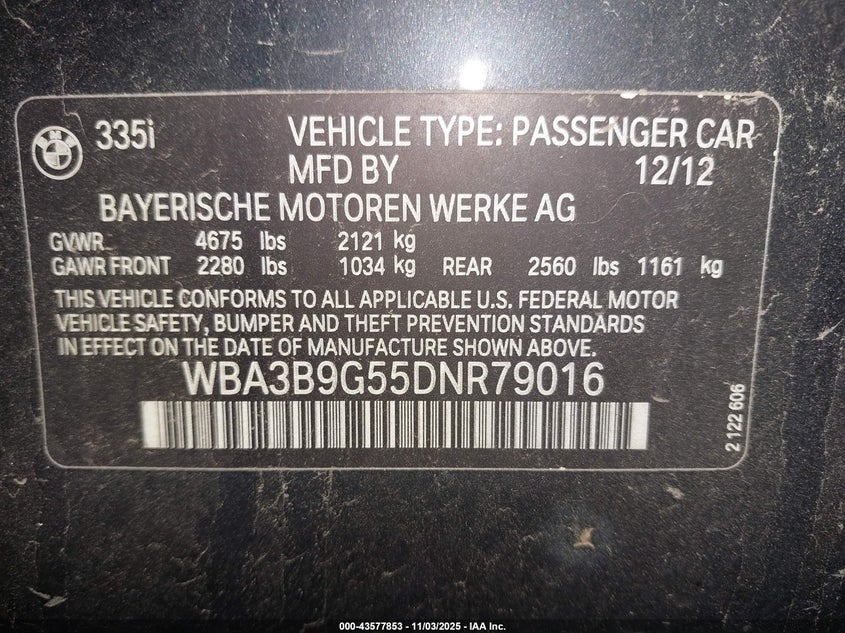 BMW
335i VEHICLE TYPE: PASSENGER CAR
MFD BY 12/12
BAYERISCHE MOTOREN WERKE AG
GVWR 4675 lbs 2121 kg
GAWR FRONT 2280 lbs 1034 kg REAR 2560 lbs 1161 kg
THIS VEHICLE CONFORMS TO ALL APPLICABLE U.S. FEDERAL MOTOR
VEHICLE SAFETY, BUMPER AND THEFT PREVENTION STANDARDS
IN EFFECT ON THE DATE OF MANUFACTURE SHOWN ABOVE.
WBA3B9G55DNR79016
2 122 606
000-43577853 - 11/03/2025 - IAA Inc.